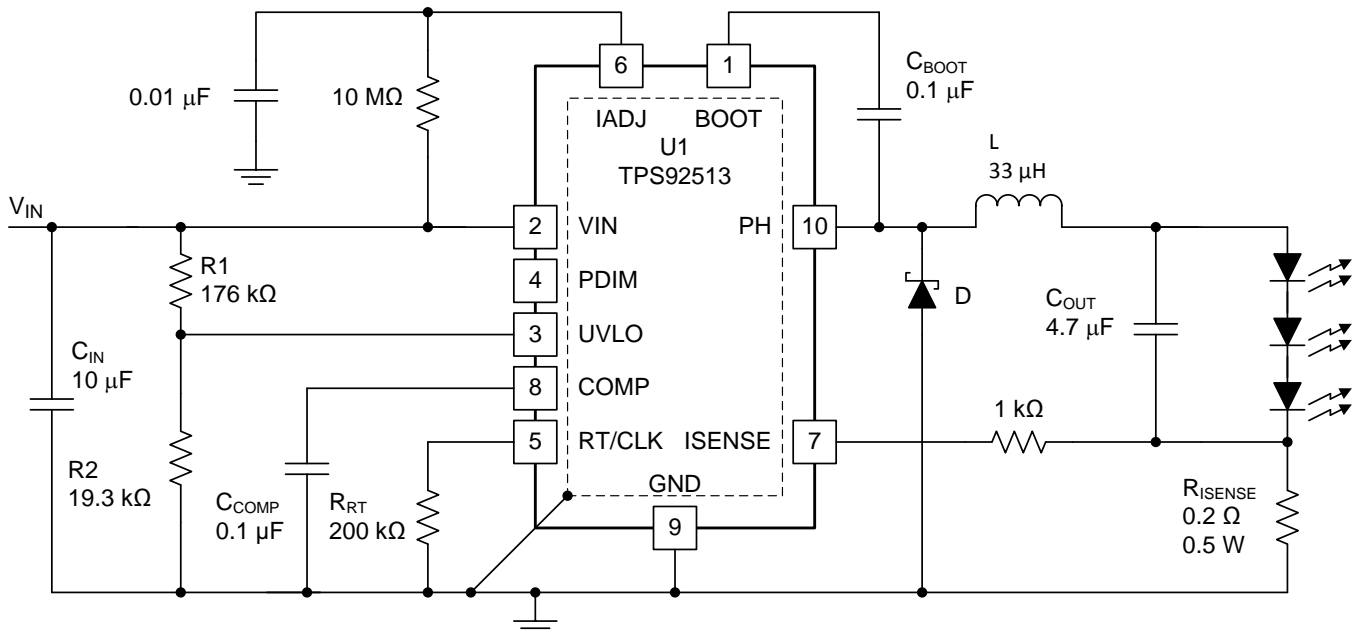 6
1
C_BOOT
0.1 μF
0.01 μF
10 MΩ
IADJ
BOOT
U1
TPS92513
L
33 μH
V_IN
2
VIN
PH
10
R1
176 kΩ
4
PDIM
D
C_OUT
4.7 μF
3
UVLO
C_IN
10 μF
8
COMP
1 kΩ
5
RT/CLK
ISENSE
7
R2
19.3 kΩ
GND
C_COMP
0.1 μF
R_RT
200 kΩ
9
R_ISENSE
0.2 Ω
0.5 W